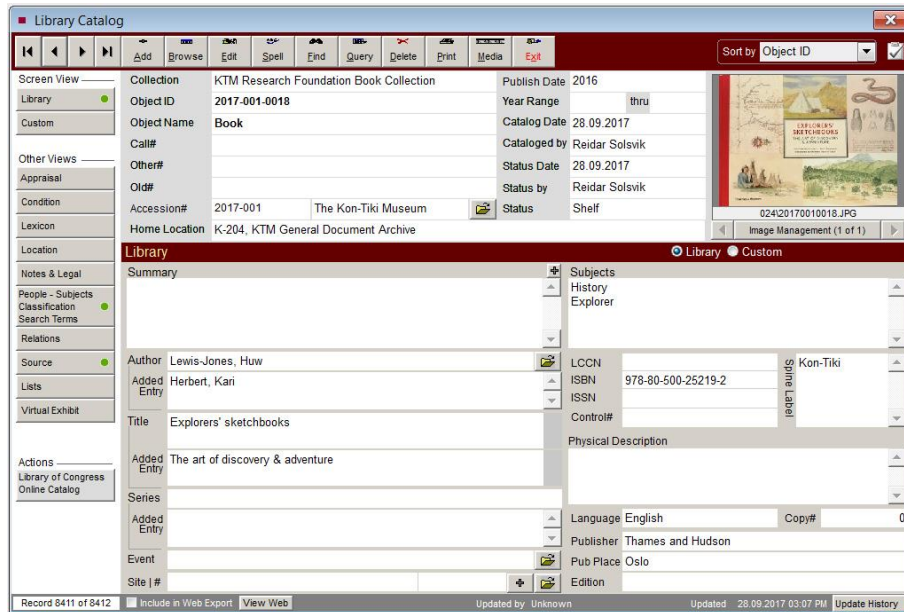 Library Catalog
Add Browse Edit Spell Find Query Delete Print Media Exit
Sort by Object ID
Screen View
Library
Custom
Other Views
Appraisal
Condition
Lexicon
Location
Notes & Legal
People - Subjects
Classification
Search Terms
Relations
Source
Lists
Virtual Exhibit
Actions
Library of Congress
Online Catalog
Collection KTM Research Foundation Book Collection
Object ID 2017-001-0018
Object Name Book
Call#
Other#
Old#
Accession# 2017-001 The Kon-Tiki Museum
Home Location K-204, KTM General Document Archive
Publish Date 2016
Year Range thru
Catalog Date 28.09.2017
Cataloged by Reidar Solsvik
Status Date 28.09.2017
Status by Reidar Solsvik
Status Shelf
EXPLORERS'
SKETCHBOOKS
THE ART OF DISCOVERY
& ADVENTURE
024\20170010018.JPG
Image Management (1 of 1)
Library
Library Custom
Summary
Author Lewis-Jones, Huw
Added Entry Herbert, Kari
Title Explorers' sketchbooks
Added Entry The art of discovery & adventure
Series
Added Entry
Event
Site | #
Subjects
History
Explorer
LCCN
ISBN 978-80-500-25219-2
ISSN
Control#
Spine Label Kon-Tiki
Physical Description
Language English Copy# 0
Publisher Thames and Hudson
Pub Place Oslo
Edition
Record 8411 of 8412 Include in Web Export View Web Updated by Unknown Updated 28.09.2017 03:07 PM Update History